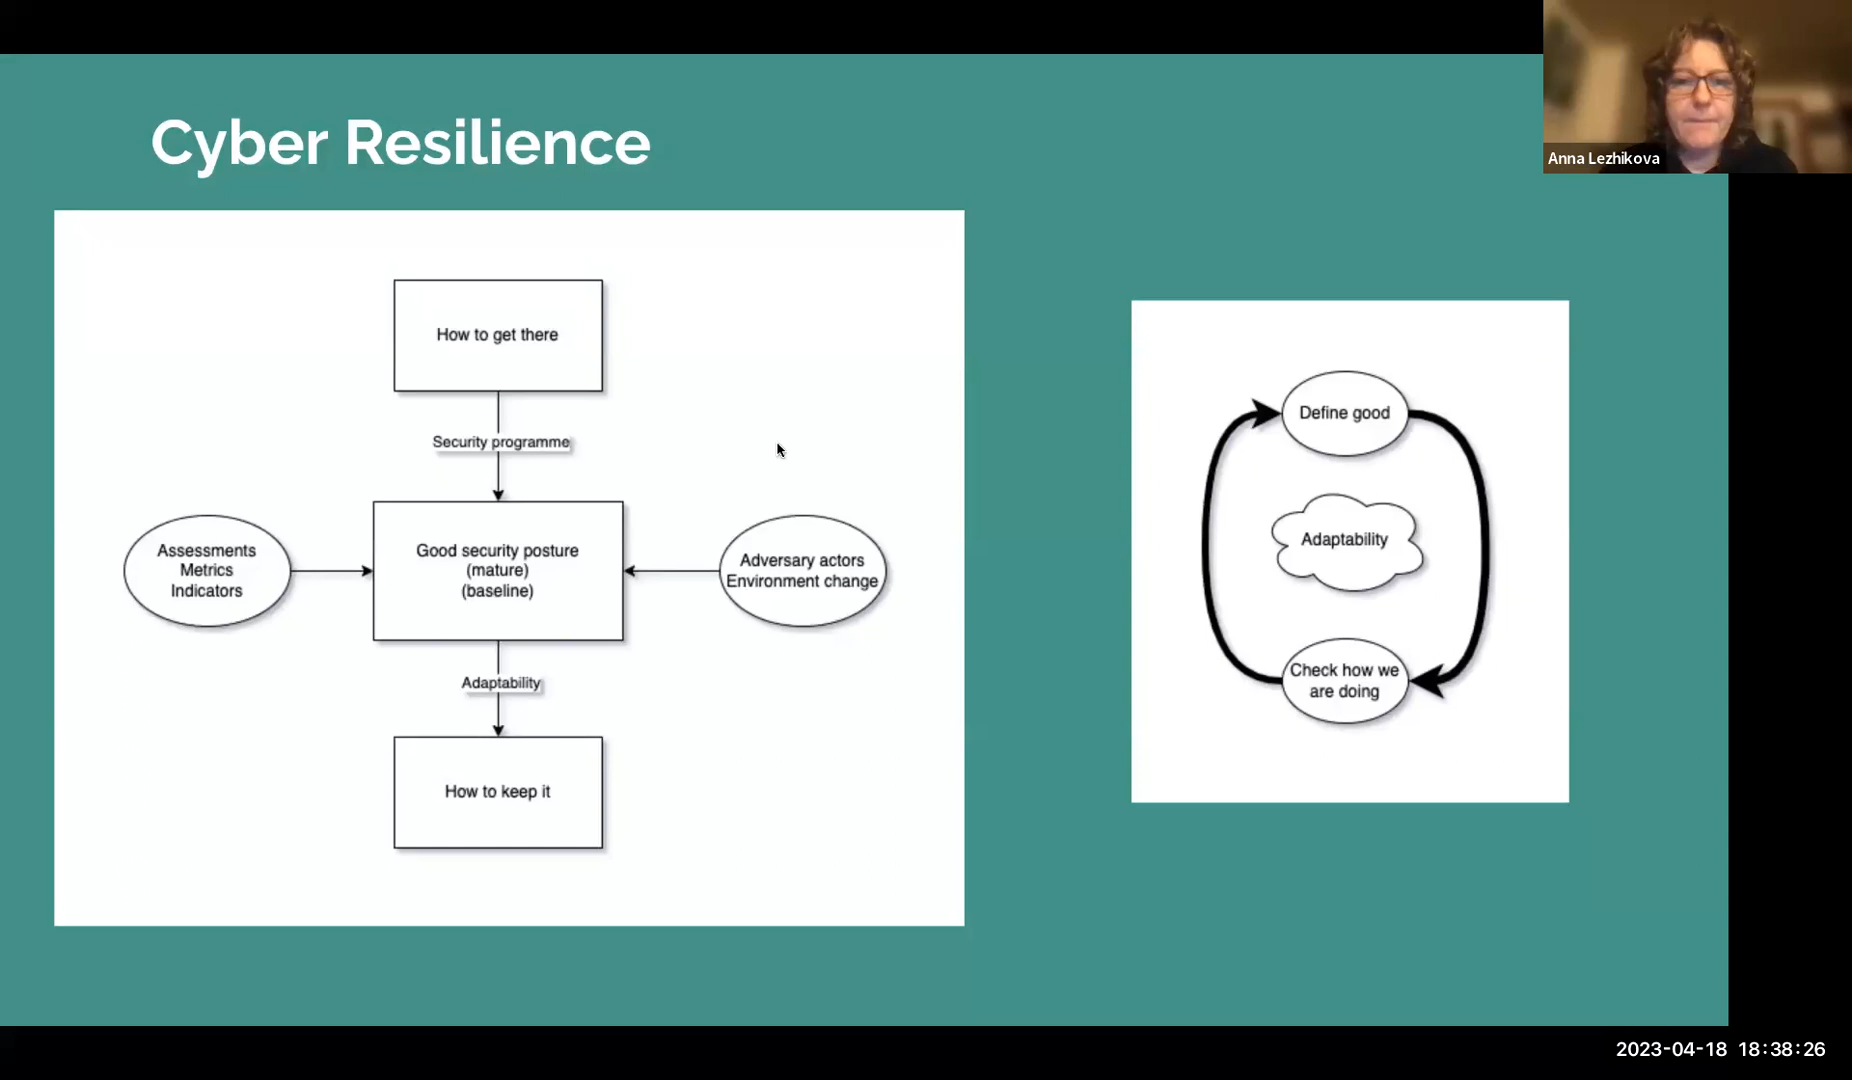 Cyber Resilience
Anna Lezhikova
How to get there
Security programme
Assessments
Metrics
Indicators
Good security posture
(mature)
(baseline)
Adversary actors
Environment change
Adaptability
How to keep it
Define good
Adaptability
Check how we
are doing
2023-04-18 18:38:26